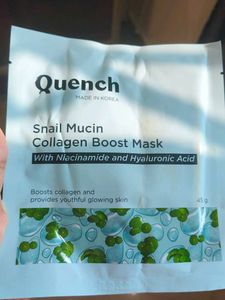 Quench
MADE IN KOREA
Snail Mucin
Collagen Boost Mask
With Niacinamide and Hyaluronic Acid
Boosts collagen and
provides youthful glowing skin
45 g